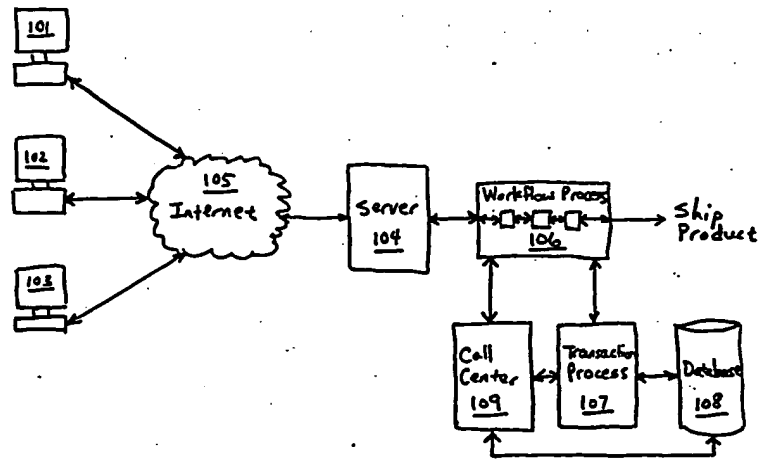 101
102
103
105
Internet
Server
104
Workflow Process
106
Ship
Product
Call
Center
109
Transaction
Process
107
Database
108